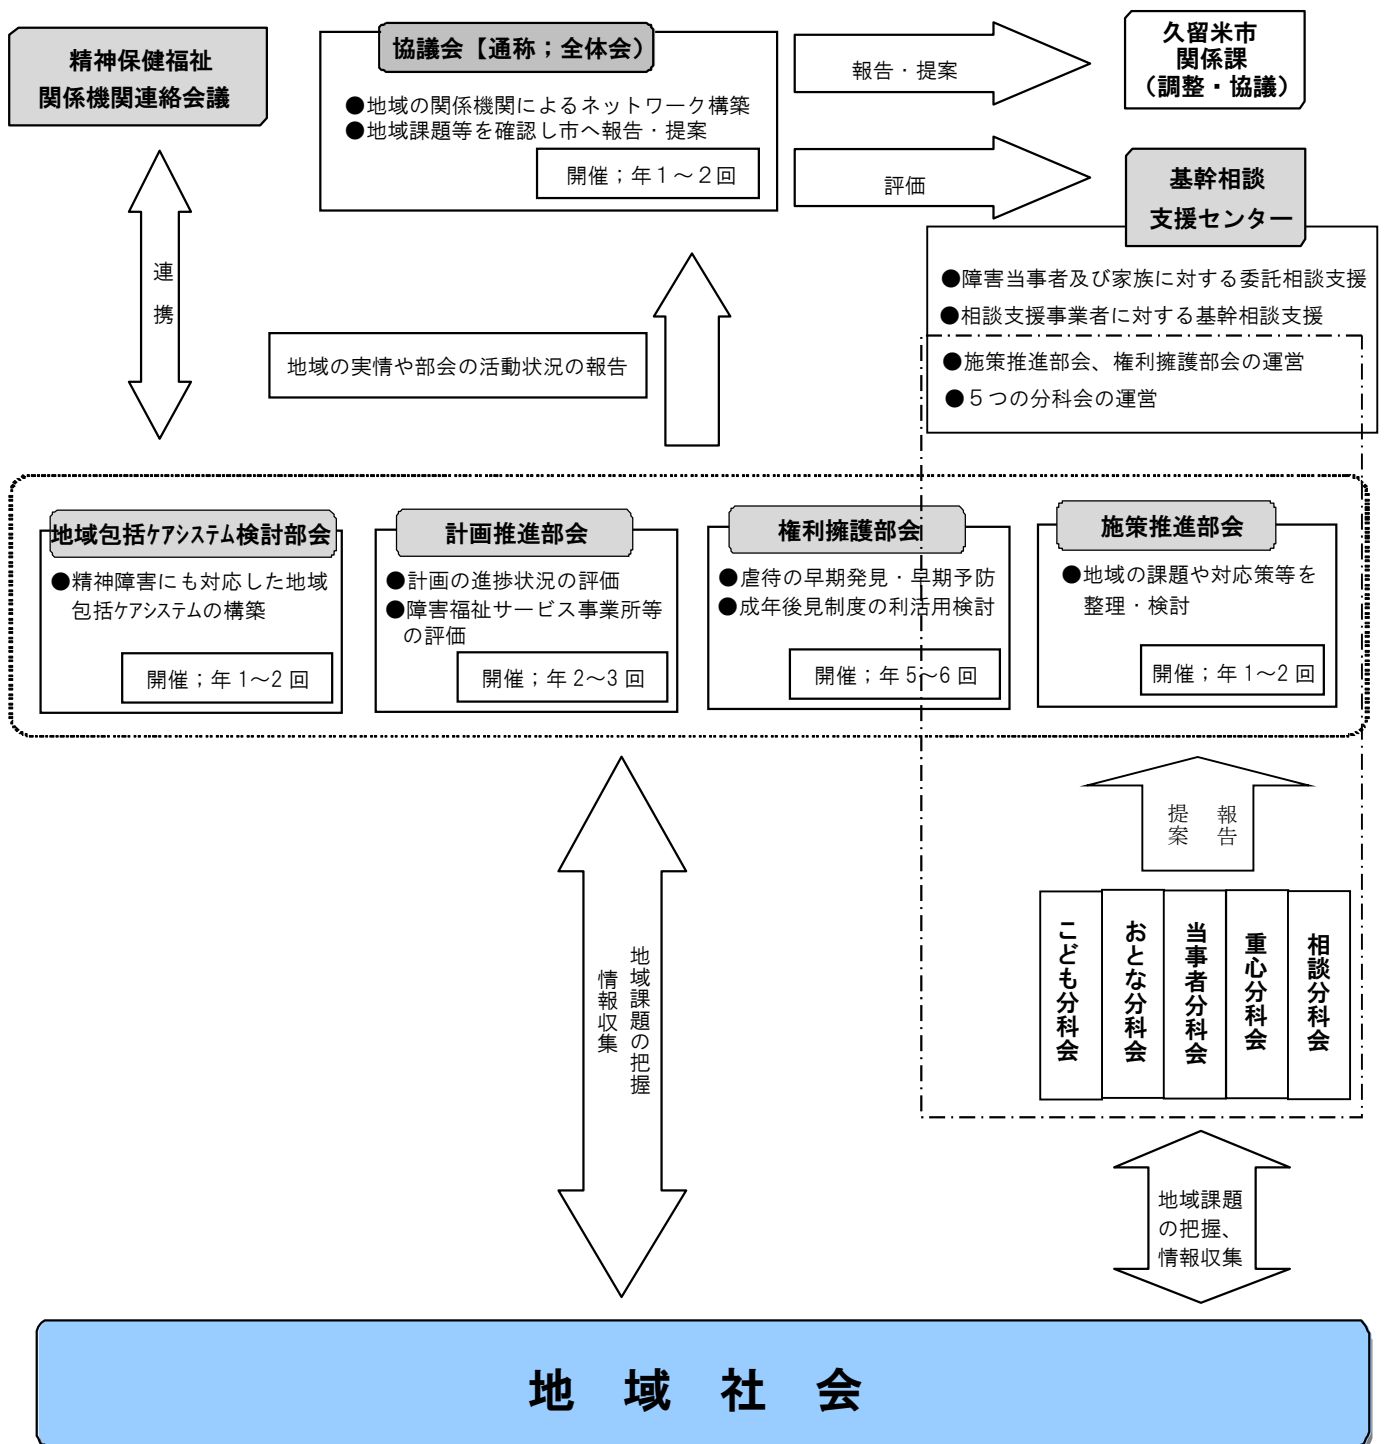 精神保健福祉
関係機関連絡会議
協議会【通称；全体会）
●地域の関係機関によるネットワーク構築
●地域課題等を確認し市へ報告・提案
開催；年１～２回
報告・提案
評価
久留米市
関係課
（調整・協議）
基幹相談
支援センター
●障害当事者及び家族に対する委託相談支援
●相談支援事業者に対する基幹相談支援
●施策推進部会、権利擁護部会の運営
●５つの分科会の運営
連携
地域の実情や部会の活動状況の報告
地域包括ケアシステム検討部会
●精神障害にも対応した地域
包括ケアシステムの構築
開催；年 1～2 回
計画推進部会
●計画の進捗状況の評価
●障害福祉サービス事業所等
の評価
開催；年 2～3 回
権利擁護部会
●虐待の早期発見・早期予防
●成年後見制度の利活用検討
開催；年 5～6 回
施策推進部会
●地域の課題や対応策等を
整理・検討
開催；年 1～2 回
報告
提案
こども分科会
おとな分科会
当事者分科会
重心分科会
相談分科会
地域課題の把握
情報収集
地域課題
の把握、
情報収集
地域社会